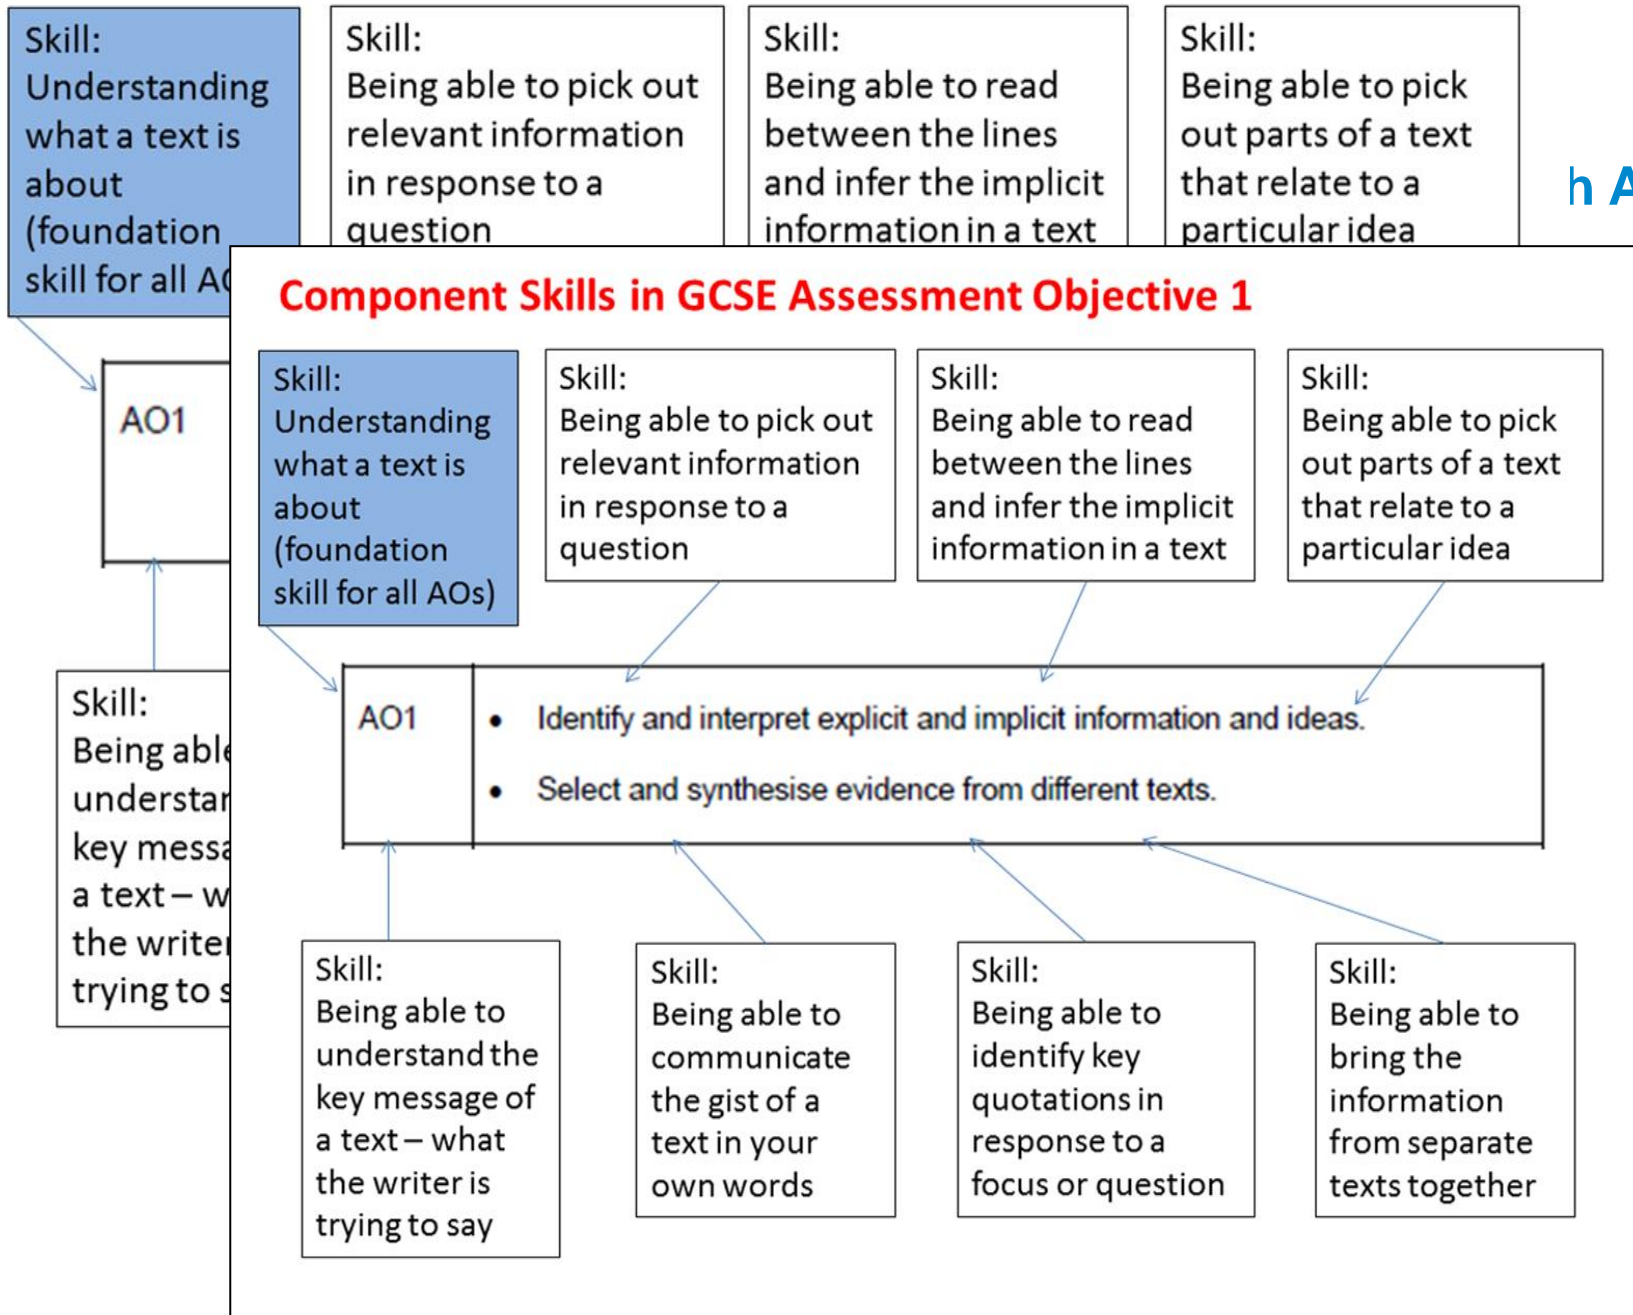 Skill:
Understanding
what a text is
about
(foundation
skill for all
Skill:
Being able to pick out
relevant information
in response to a
question
Skill:
Being able to read
between the lines
and infer the implicit
information in a text
Skill:
Being able to pick
out parts of a text
that relate to a
particular idea
h A
AO1
Skill:
Being able
understan
key messa
a text – w
the writer
trying to s
Component Skills in GCSE Assessment Objective 1
Skill:
Understanding
what a text is
about
(foundation
skill for all AOs)
Skill:
Being able to pick out
relevant information
in response to a
question
Skill:
Being able to read
between the lines
and infer the implicit
information in a text
Skill:
Being able to pick
out parts of a text
that relate to a
particular idea
AO1
• Identify and interpret explicit and implicit information and ideas.
• Select and synthesise evidence from different texts.
Skill:
Being able to
understand the
key message of
a text – what
the writer is
trying to say
Skill:
Being able to
communicate
the gist of a
text in your
own words
Skill:
Being able to
identify key
quotations in
response to a
focus or question
Skill:
Being able to
bring the
information
from separate
texts together